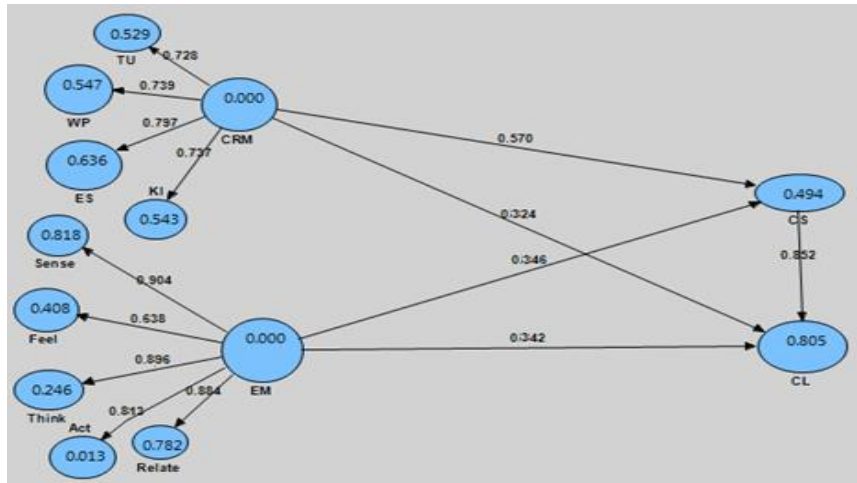 0.529
TU
0.728
0.547
WP
0.739
0.000
CRM
0.797
0.636
ES
0.737
KI
0.543
0.570
0.494
CS
0.324
0.818
Sense
0.904
0.346
0.852
0.408
Feel
0.638
0.000
EM
0.342
0.805
CL
0.896
0.246
Think
0.884
0.813
Act
0.013
0.782
Relate